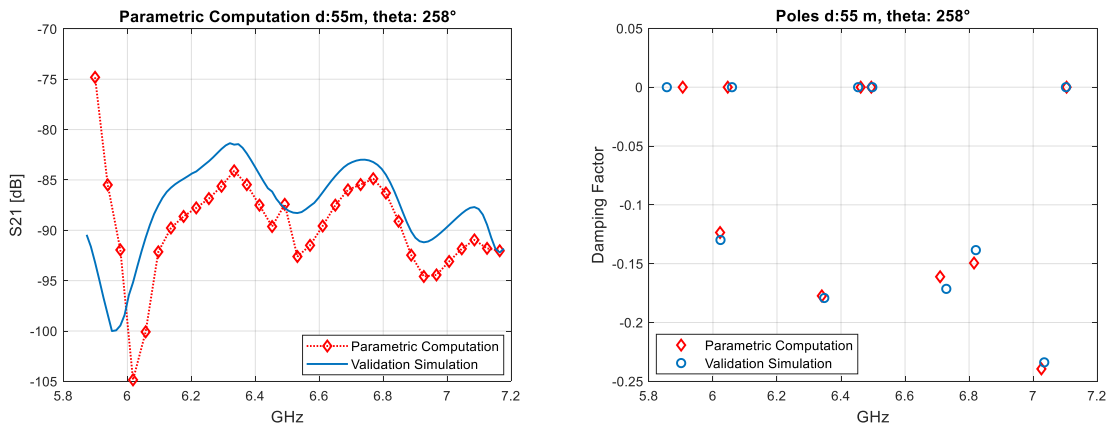 Parametric Computation d:55m, theta: 258°
-70
-75
-80
-85
-90
-95
-100
-105
S21 [dB]
5.8 6 6.2 6.4 6.6 6.8 7 7.2
GHz
Parametric Computation
Validation Simulation
Poles d:55 m, theta: 258°
0.05
0
-0.05
-0.1
-0.15
-0.2
-0.25
Damping Factor
5.8 6 6.2 6.4 6.6 6.8 7 7.2
GHz
Parametric Computation
Validation Simulation